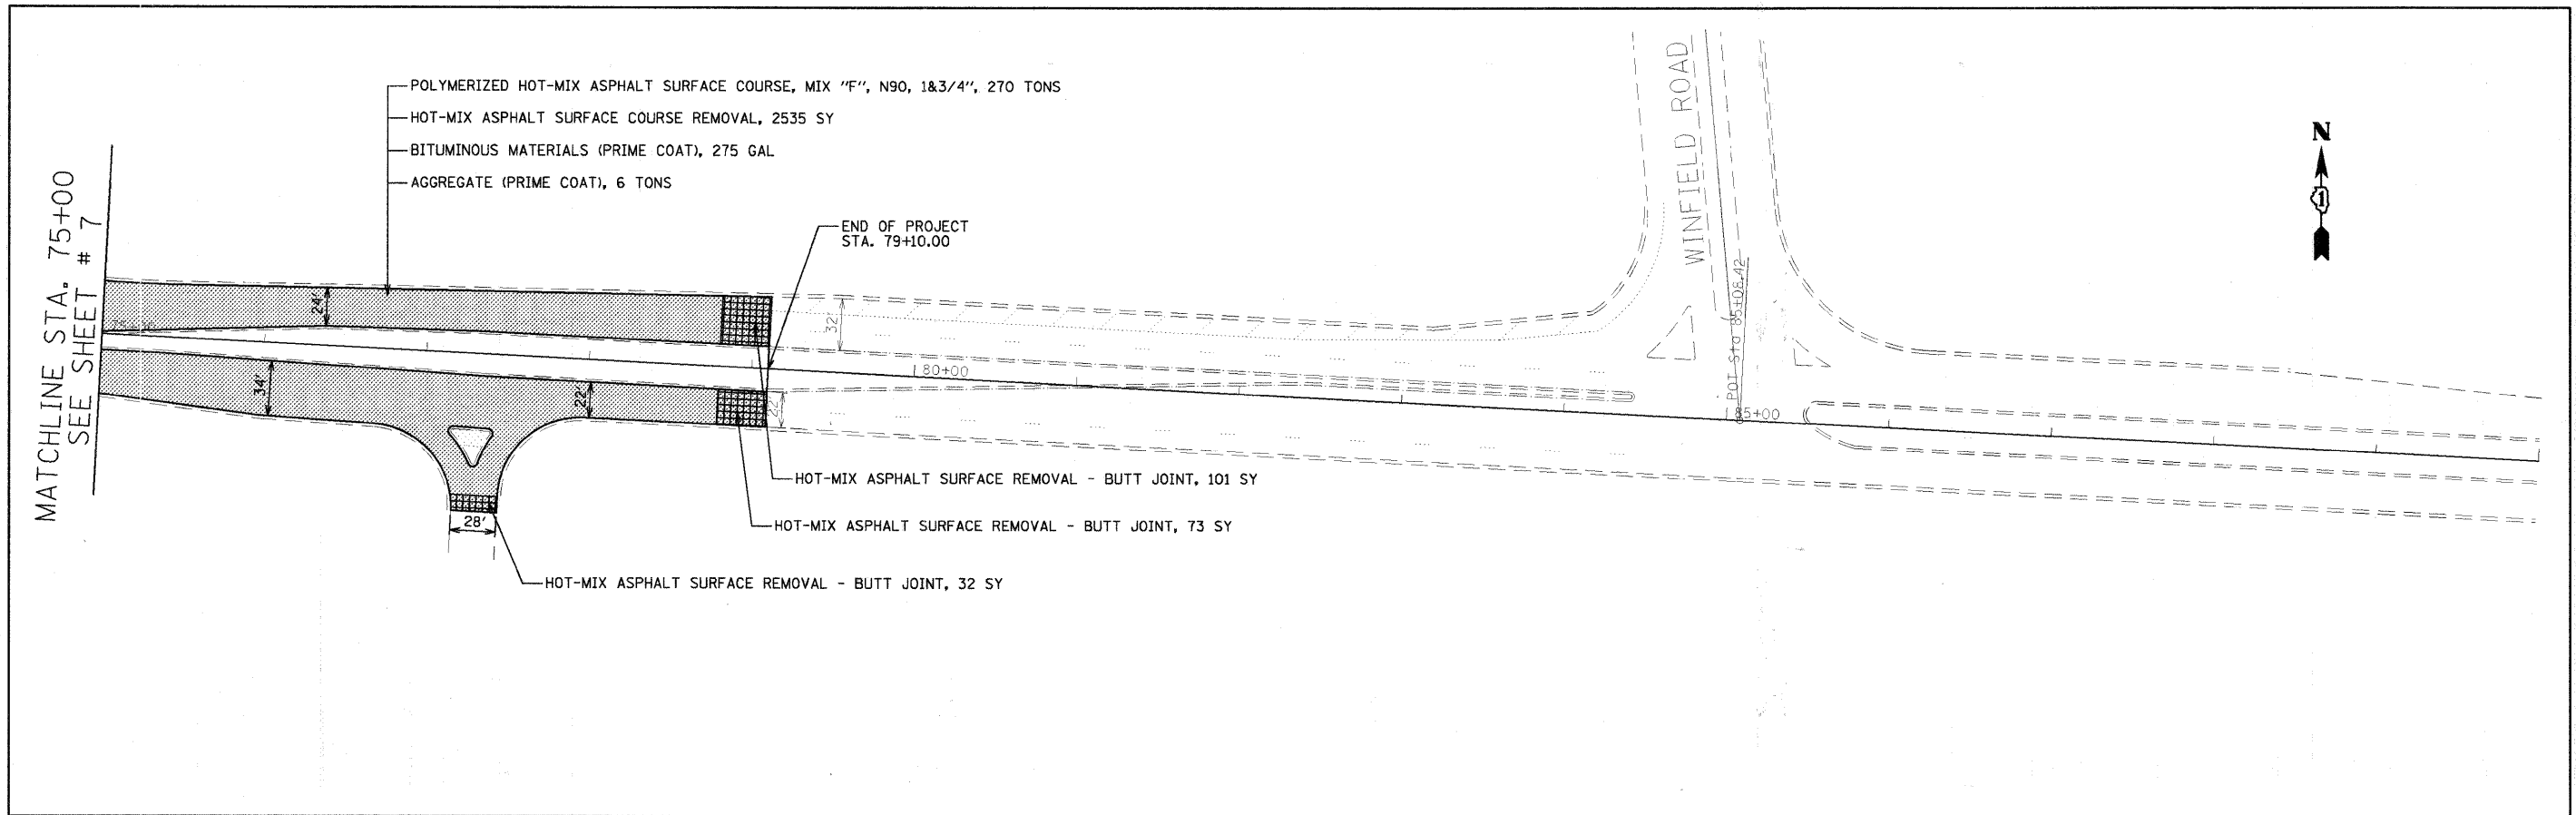 POLYMERIZED HOT-MIX ASPHALT SURFACE COURSE, MIX "F", N90, 1&3/4", 270 TONS
HOT-MIX ASPHALT SURFACE COURSE REMOVAL, 2535 SY
BITUMINOUS MATERIALS (PRIME COAT), 275 GAL
AGGREGATE (PRIME COAT), 6 TONS
MATCHLINE STA. 75+00
SEE SHEET # 7
END OF PROJECT
STA. 79+10.00
WINFIELD ROAD
N
1
24'
32'
34'
22'
22'
80+00
POT Sta 85+08.42
85+00
HOT-MIX ASPHALT SURFACE REMOVAL - BUTT JOINT, 101 SY
HOT-MIX ASPHALT SURFACE REMOVAL - BUTT JOINT, 73 SY
28'
HOT-MIX ASPHALT SURFACE REMOVAL - BUTT JOINT, 32 SY